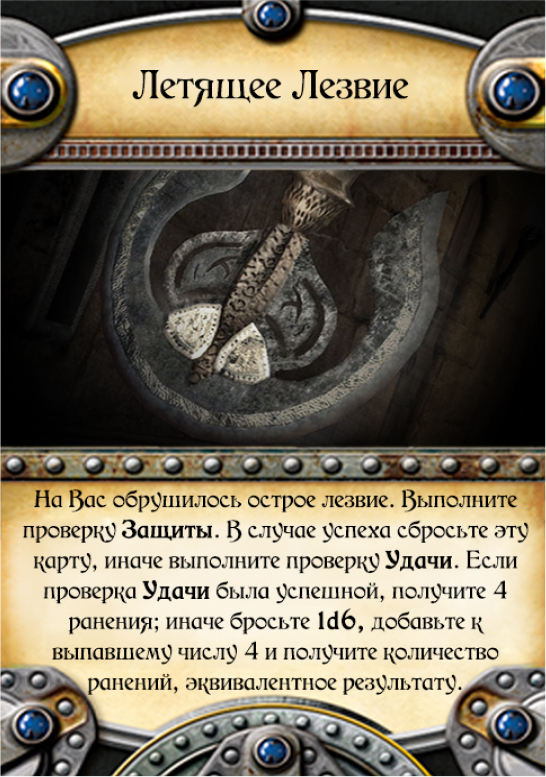 Летящее Лезвие
На Вас обрушилось острое лезвие. Выполните
проверку Защиты. В случае успеха сбросьте эту
карту, иначе выполните проверку Удачи. Если
проверка Удачи была успешной, получите 4
ранения; иначе бросьте 1d6, добавьте к
выпавшему числу 4 и получите количество
ранений, эквивалентное результату.